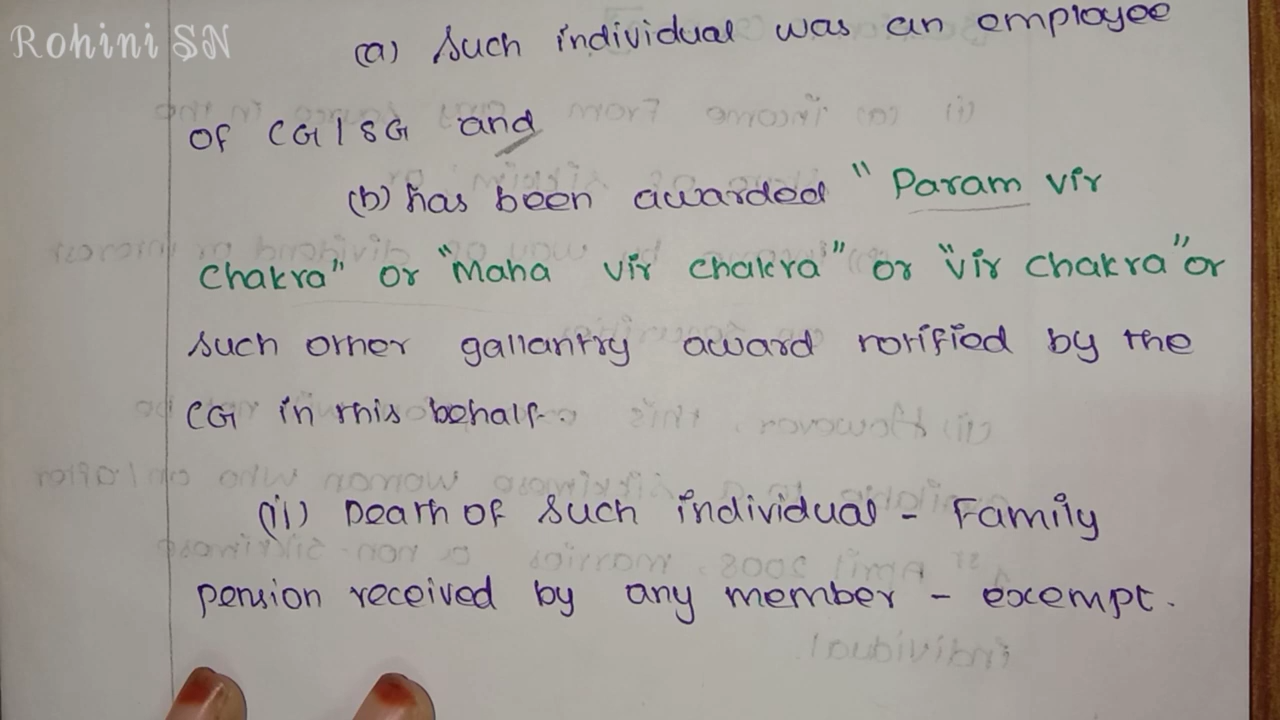 Rohini SN
(a) Such individual was an employee
of CG/SG and
(b) has been awarded "Param Vir
Chakra" or "Maha Vir Chakra" or "Vir Chakra" or
such other gallantry award notified by the
CG in this behalf.
(ii) Death of such individual - Family
pension received by any member - exempt.